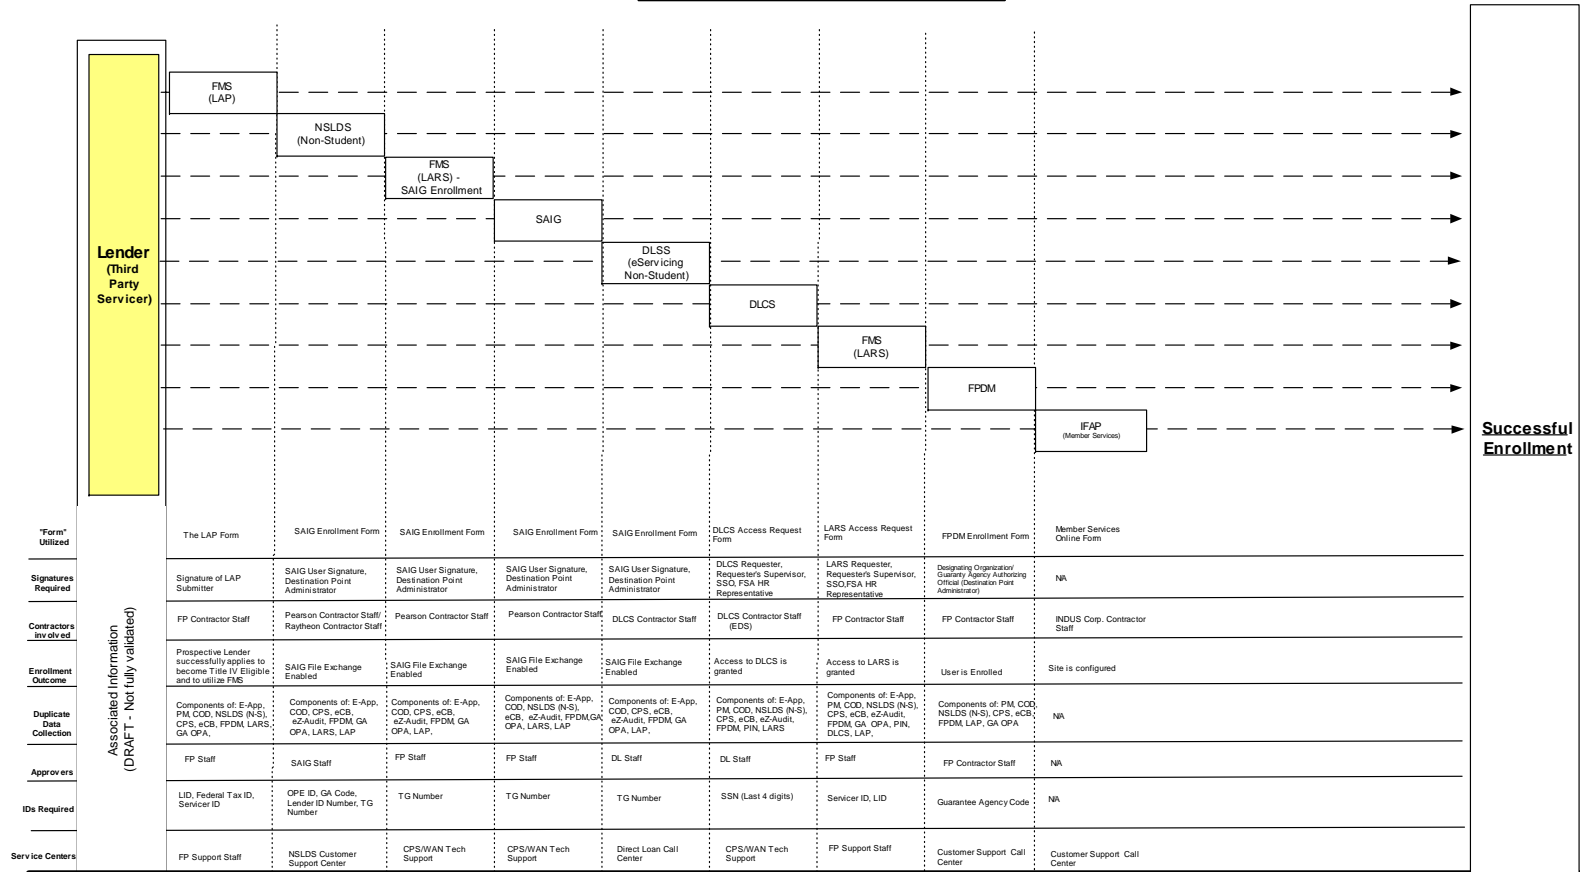 FMS
(LAP)
NSLDS
(Non-Student)
FMS
(LARS) -
SAIG Enrollment
SAIG
DLSS
(eServicing
Non-Student)
DLCS
FMS
(LARS)
FPDM
IFAP
(Member Services)
Lender
(Third
Party
Servicer)
Successful
Enrollment
Associated Information
(DRAFT - Not fully validated)
"Form"
Utilized
The LAP Form
SAIG Enrollment Form
SAIG Enrollment Form
SAIG Enrollment Form
SAIG Enrollment Form
DLCS Access Request
Form
LARS Access Request
Form
FPDM Enrollment Form
Member Services
Online Form
Signatures
Required
Signature of LAP
Submitter
SAIG User Signature,
Destination Point
Administrator
SAIG User Signature,
Destination Point
Administrator
SAIG User Signature,
Destination Point
Administrator
SAIG User Signature,
Destination Point
Administrator
DLCS Requester,
Requester's Supervisor,
SSO, FSA HR
Representative
LARS Requester,
Requester's Supervisor,
SSO,FSA HR
Representative
Designating Organization/
Guaranty Agency Authorizing
Official (Destination Point
Administrator)
N/A
Contractors
involved
FP Contractor Staff
Pearson Contractor Staff/
Raytheon Contractor Staff
Pearson Contractor Staff
Pearson Contractor Staff
DLCS Contractor Staff
DLCS Contractor Staff
(EDS)
FP Contractor Staff
FP Contractor Staff
INDUS Corp. Contractor
Staff
Enrollment
Outcome
Prospective Lender
successfully applies to
become Title IV Eligible
and to utilize FMS
SAIG File Exchange
Enabled
SAIG File Exchange
Enabled
SAIG File Exchange
Enabled
SAIG File Exchange
Enabled
Access to DLCS is
granted
Access to LARS is
granted
User is Enrolled
Site is configured
Duplicate
Data
Collection
Components of: E-App,
PM, COD, NSLDS (N-S),
CPS, eCB, FPDM, LARS,
GA OPA,
Components of: E-App,
COD, CPS, eCB,
eZ-Audit, FPDM, GA
OPA, LARS, LAP
Components of: E-App,
COD, CPS, eCB,
eZ-Audit, FPDM, GA
OPA, LAP,
Components of: E-App,
COD, NSLDS (N-S),
eCB, eZ-Audit, FPDM,GA
OPA, LARS, LAP
Components of: E-App,
COD, CPS, eCB,
eZ-Audit, FPDM, GA
OPA, LAP,
Components of: E-App,
PM, COD, NSLDS (N-S),
CPS, eCB, eZ-Audit,
FPDM, PIN, LARS
Components of: E-App,
PM, COD, NSLDS (N-S),
CPS, eCB, eZ-Audit,
FPDM, GA OPA, PIN,
DLCS, LAP,
Components of: PM, COD,
NSLDS (N-S), CPS, eCB,
FPDM, LAP, GA OPA
N/A
Approvers
FP Staff
SAIG Staff
FP Staff
FP Staff
DL Staff
DL Staff
FP Staff
FP Contractor Staff
N/A
IDs Required
LID, Federal Tax ID,
Servicer ID
OPE ID, GA Code,
Lender ID Number, TG
Number
TG Number
TG Number
TG Number
SSN (Last 4 digits)
Servicer ID, LID
Guarantee Agency Code
N/A
Service Centers
FP Support Staff
NSLDS Customer
Support Center
CPS/WAN Tech
Support
CPS/WAN Tech
Support
Direct Loan Call
Center
CPS/WAN Tech
Support
FP Support Staff
Customer Support Call
Center
Customer Support Call
Center